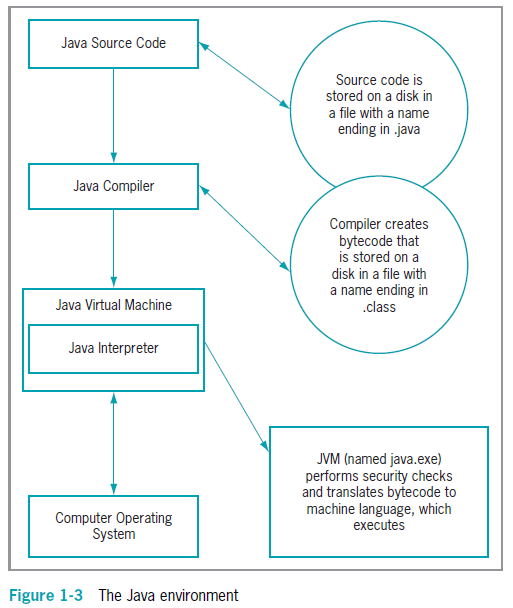 Java Source Code
Source code is
stored on a disk in
a file with a name
ending in .java
Java Compiler
Compiler creates
bytecode that
is stored on a
disk in a file with
a name ending in
.class
Java Virtual Machine
Java Interpreter
JVM (named java.exe)
performs security checks
and translates bytecode to
machine language, which
executes
Computer Operating
System
Figure 1-3 The Java environment